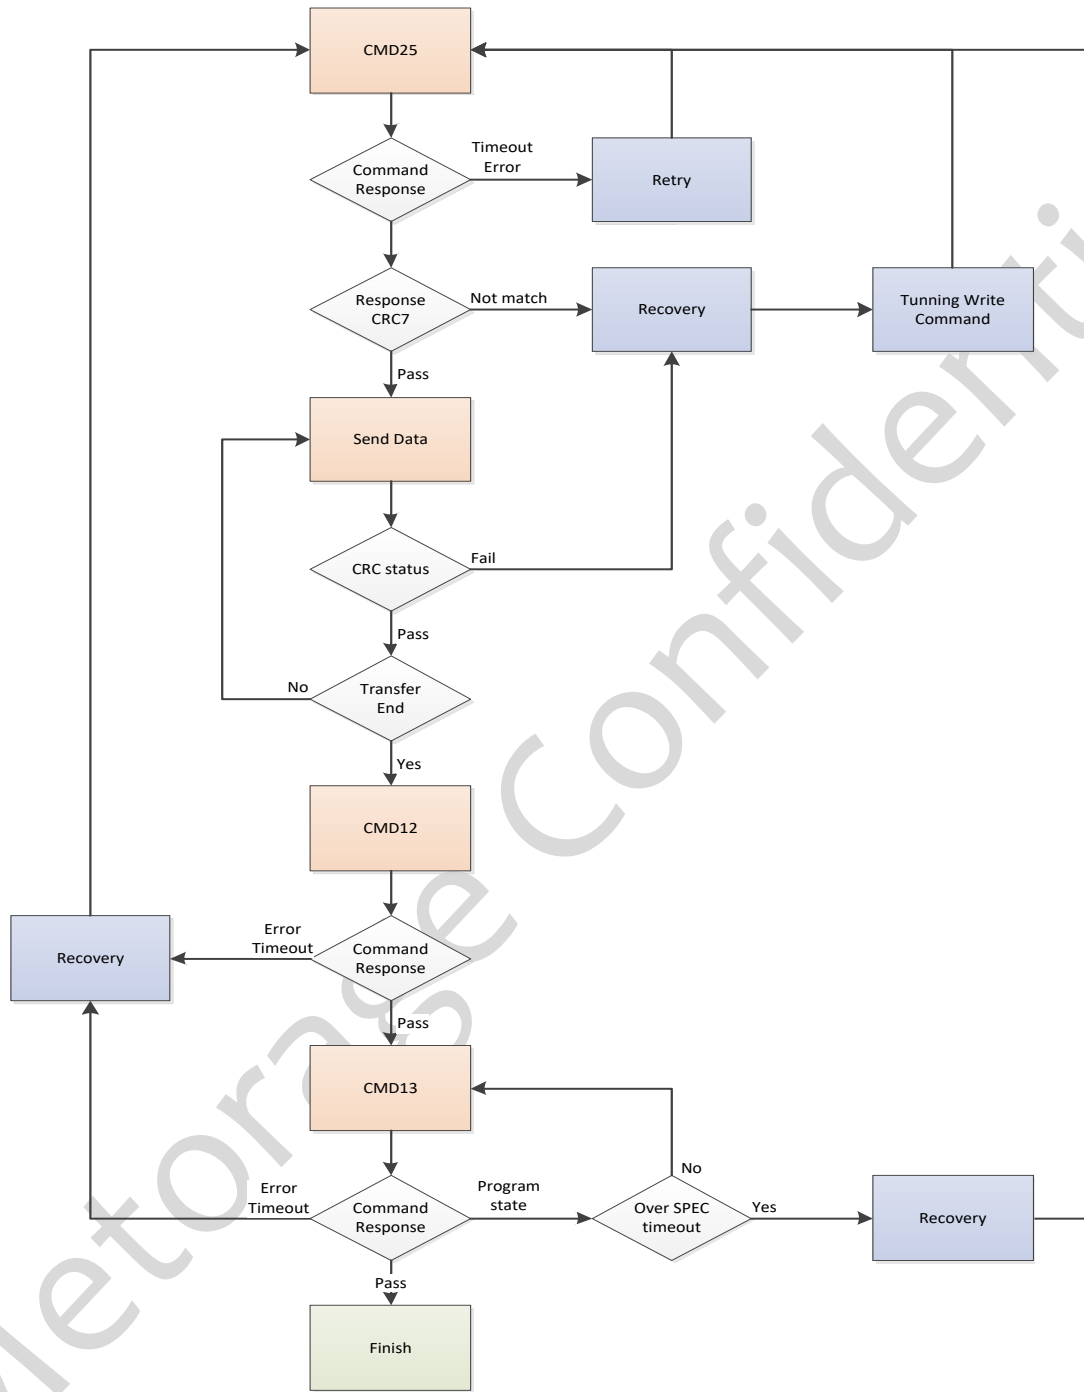 CMD25
Timeout
Error
Command
Response
Retry
Response
CRC7
Not match
Recovery
Tunning Write
Command
Pass
Send Data
CRC status
Fail
Pass
No
Transfer
End
Yes
CMD12
Error
Timeout
Command
Response
Recovery
Pass
CMD13
No
Error
Timeout
Command
Response
Program
state
Over SPEC
timeout
Yes
Recovery
Pass
Finish